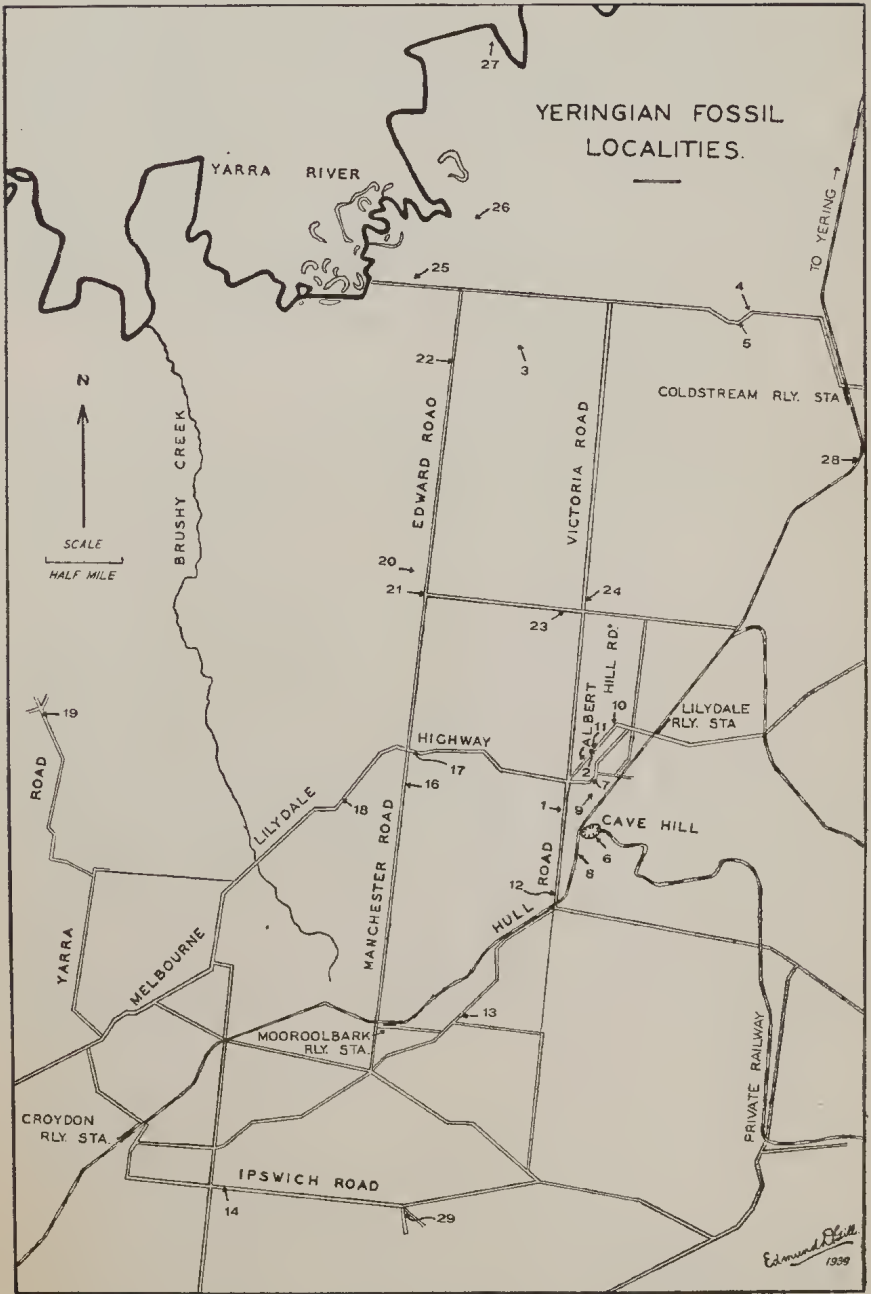 27
YERINGIAN FOSSIL
LOCALITIES.
YARRA RIVER
26
TO YERING →
25
4
5
22
3
N
COLDSTREAM RLY. STA
28
BRUSHY CREEK
EDWARD ROAD
VICTORIA ROAD
SCALE
HALF MILE
20
21
24
23
ALBERT
HILL RD.
19
10
LILYDALE
RLY. STA
11
HIGHWAY
2
17
7
16
9
1
18
ROAD
LILYDALE
CAVE HILL
6
8
MANCHESTER ROAD
12
HULL
ROAD
YARRA
MELBOURNE
13
MOOROOLBARK
RLY. STA.
PRIVATE RAILWAY
CROYDON
RLY. STA.
IPSWICH ROAD
14
29
Edmund D. Gill.
1939